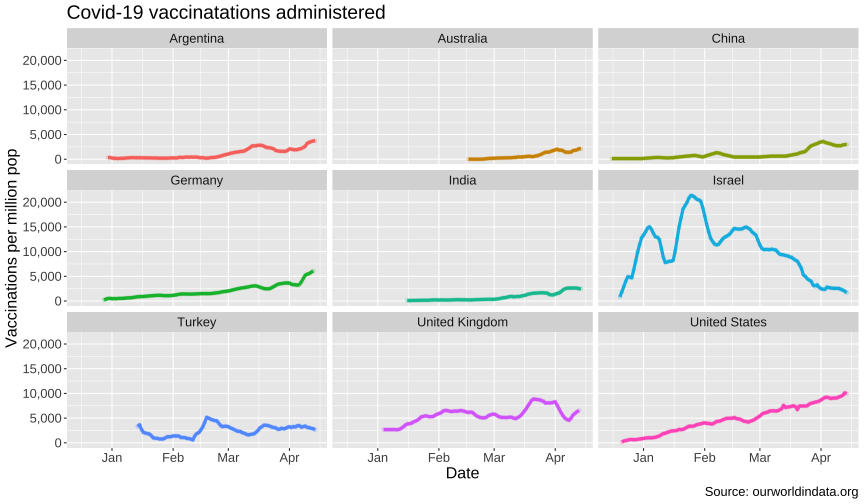 Covid-19 vaccinatations administered
Argentina
Australia
China
20,000
15,000
10,000
5,000
0
Germany
India
Israel
20,000
15,000
10,000
5,000
0
Turkey
United Kingdom
United States
20,000
15,000
10,000
5,000
0
Vaccinations per million pop
Jan Feb Mar Apr
Jan Feb Mar Apr
Jan Feb Mar Apr
Date
Source: ourworldindata.org